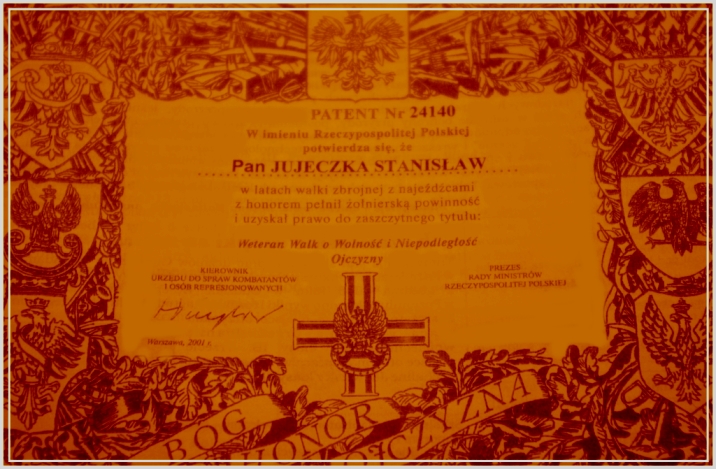 PATENT Nr 24140
W imieniu Rzeczypospolitej Polskiej
potwierdza się, że
Pan JUJECZKA STANISŁAW
w latach walki zbrojnej z najeźdźcami
z honorem pełnił żołnierską powinność
i uzyskał prawo do zaszczytnego tytułu:
Weteran Walk o Wolność i Niepodległość
Ojczyzny
KIEROWNIK
URZĘDU DO SPRAW KOMBATANTÓW
I OSÓB REPRESJONOWANYCH
PREZES
RADY MINISTRÓW
RZECZYPOSPOLITEJ POLSKIEJ
Warszawa, 2001 r.
BÓG HONOR OJCZYZNA